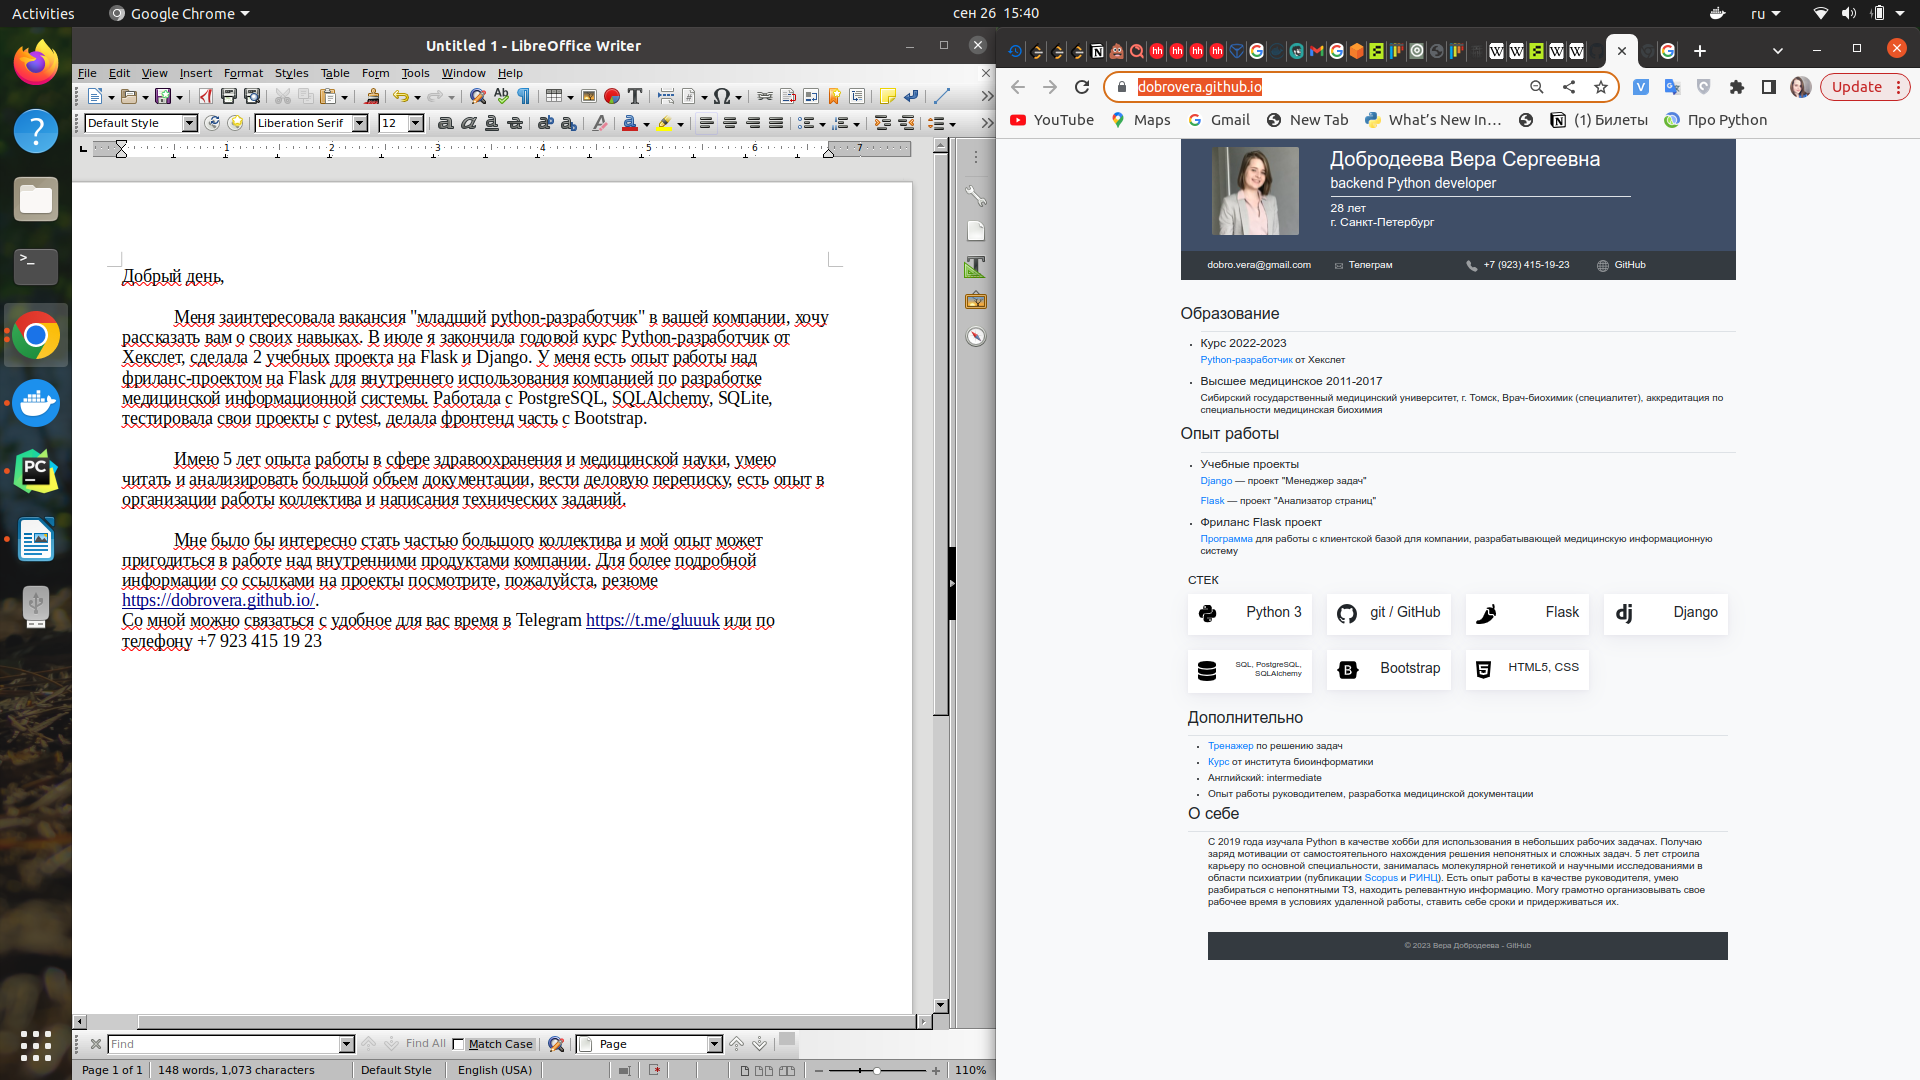 Activities
Google Chrome
сен 26 15:40
ru
Untitled 1 - LibreOffice Writer
File Edit View Insert Format Styles Table Form Tools Window Help
Default Style
Liberation Serif
12
1 2 3 4 5 6 7
Добрый день,
Меня заинтересовала вакансия "младший python-разработчик" в вашей компании, хочу
рассказать вам о своих навыках. В июле я закончила годовой курс Python-разработчик от
Хекслет, сделала 2 учебных проекта на Flask и Django. У меня есть опыт работы над
фриланс-проектом на Flask для внутреннего использования компанией по разработке
медицинской информационной системы. Работала с PostgreSQL, SQLAlchemy, SQLite,
тестировала свои проекты с pytest, делала фронтенд часть с Bootstrap.
Имею 5 лет опыта работы в сфере здравоохранения и медицинской науки, умею
читать и анализировать большой объем документации, вести деловую переписку, есть опыт в
организации работы коллектива и написания технических заданий.
Мне было бы интересно стать частью большого коллектива и мой опыт может
пригодиться в работе над внутренними продуктами компании. Для более подробной
информации со ссылками на проекты посмотрите, пожалуйста, резюме
https://dobrovera.github.io/.
Со мной можно связаться с удобное для вас время в Telegram https://t.me/gluuuk или по
телефону +7 923 415 19 23
Find
Find All
Match Case
Page
Page 1 of 1
148 words, 1,073 characters
Default Style
English (USA)
110%
dobrovera.github.io
Update
YouTube
Maps
Gmail
New Tab
What's New In…
(1) Билеты
Про Python
Добродеева Вера Сергеевна
backend Python developer
28 лет
г. Санкт-Петербург
dobro.vera@gmail.com
Телеграм
+7 (923) 415-19-23
GitHub
Образование
Курс 2022-2023
Python-разработчик от Хекслет
Высшее медицинское 2011-2017
Сибирский государственный медицинский университет, г. Томск, Врач-биохимик (специалитет), аккредитация по
специальности медицинская биохимия
Опыт работы
Учебные проекты
Django — проект "Менеджер задач"
Flask — проект "Анализатор страниц"
Фриланс Flask проект
Программа для работы с клиентской базой для компании, разрабатывающей медицинскую информационную
систему
СТЕК
Python 3
git / GitHub
Flask
Django
SQL, PostgreSQL,
SQLAlchemy
Bootstrap
HTML5, CSS
Дополнительно
Тренажер по решению задач
Курс от института биоинформатики
Английский: intermediate
Опыт работы руководителем, разработка медицинской документации
О себе
С 2019 года изучала Python в качестве хобби для использования в небольших рабочих задачах. Получаю
заряд мотивации от самостоятельного нахождения решения непонятных и сложных задач. 5 лет строила
карьеру по основной специальности, занималась молекулярной генетикой и научными исследованиями в
области психиатрии (публикации Scopus и РИНЦ). Есть опыт работы в качестве руководителя, умею
разбираться с непонятными ТЗ, находить релевантную информацию. Могу грамотно организовывать свое
рабочее время в условиях удаленной работы, ставить себе сроки и придерживаться их.
© 2023 Вера Добродеева - GitHub